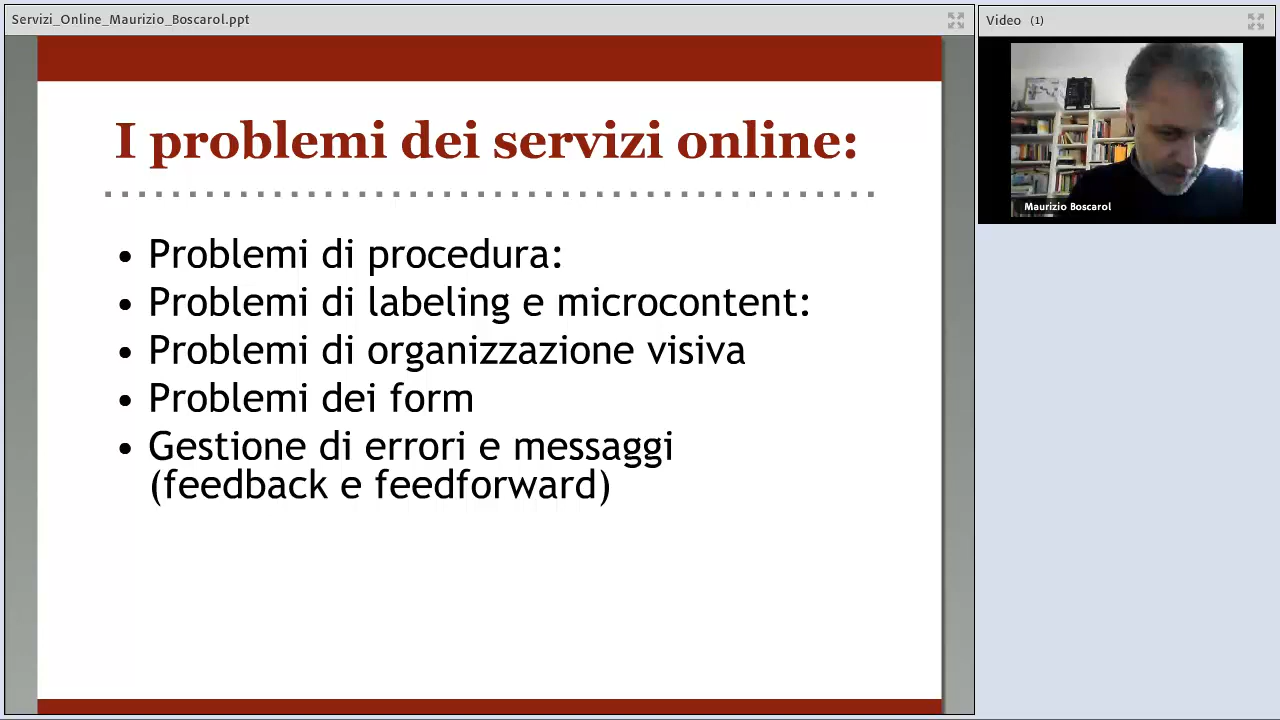 Servizi_Online_Maurizio_Boscarol.ppt
Video (1)
Maurizio Boscarol
I problemi dei servizi online:
• Problemi di procedura:
• Problemi di labeling e microcontent:
• Problemi di organizzazione visiva
• Problemi dei form
• Gestione di errori e messaggi
(feedback e feedforward)